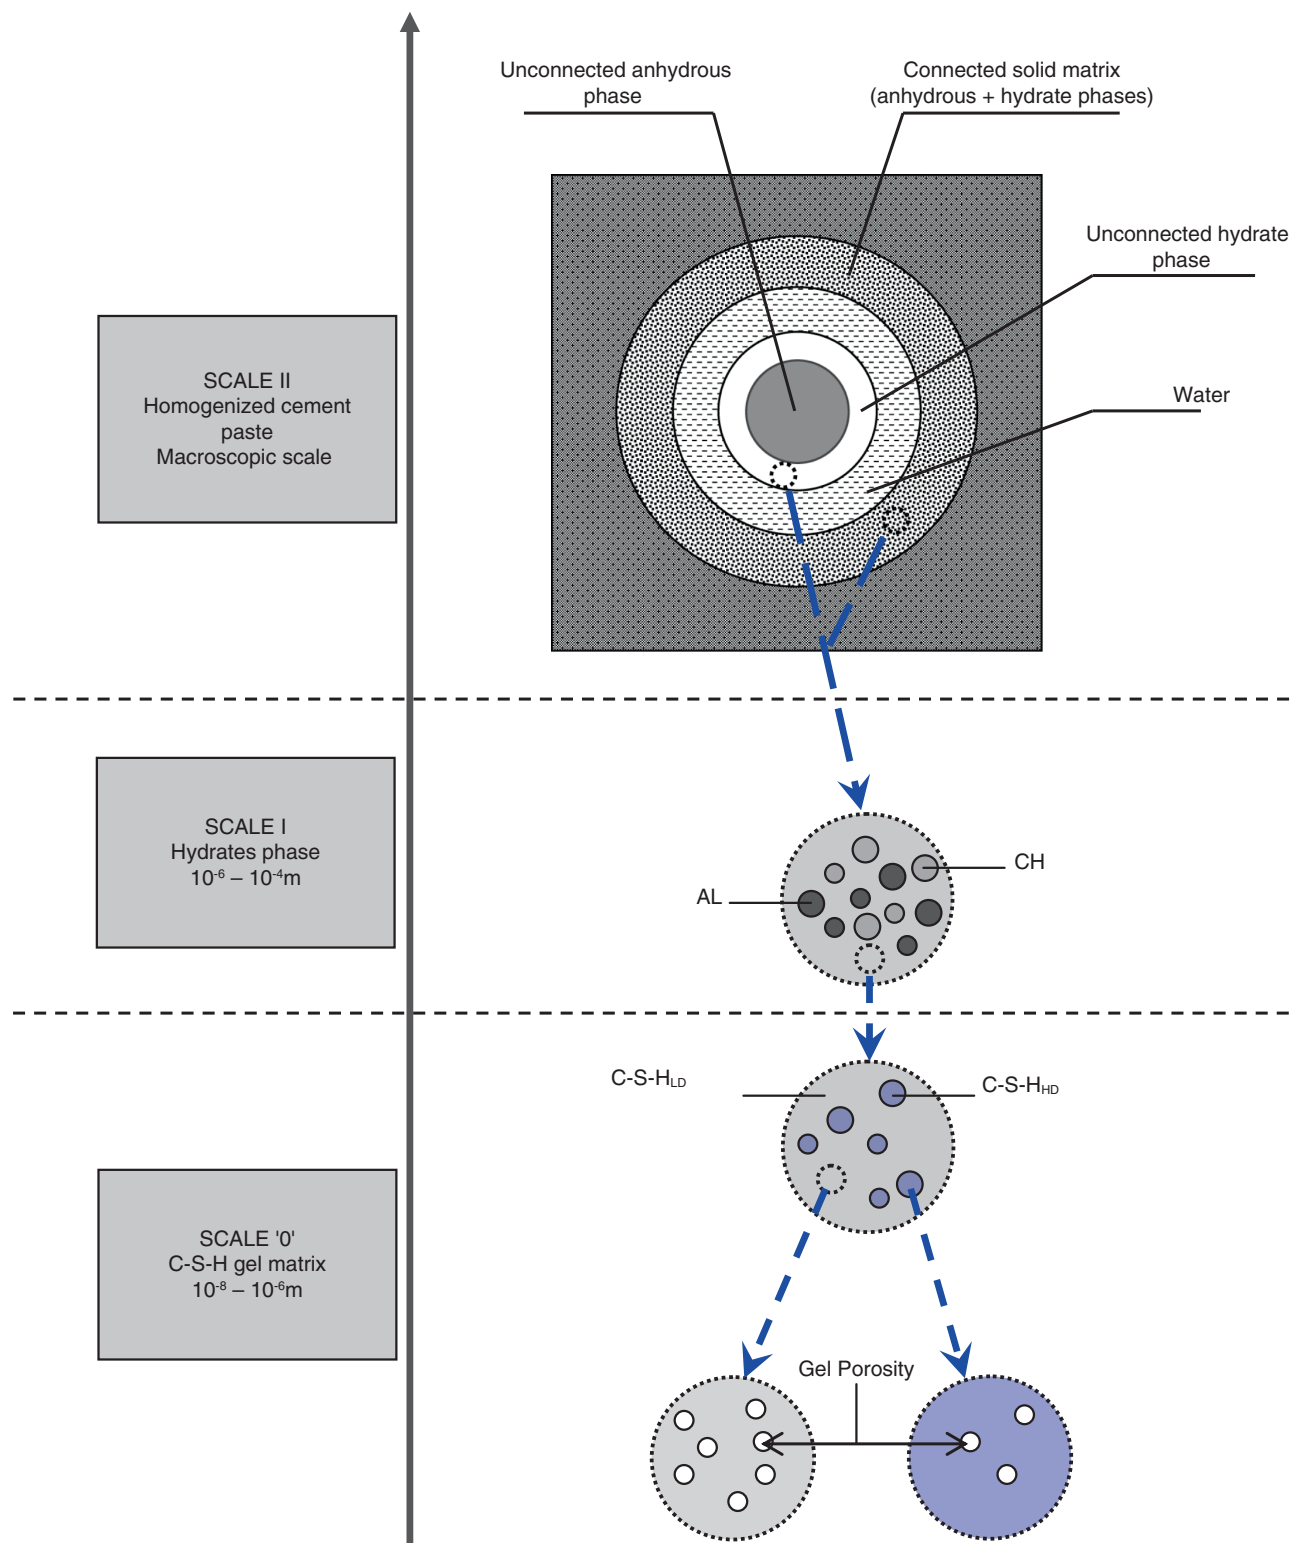 Unconnected anhydrous
phase
Connected solid matrix
(anhydrous + hydrate phases)
Unconnected hydrate
phase
Water
SCALE II
Homogenized cement
paste
Macroscopic scale
SCALE I
Hydrates phase
10⁻⁶ – 10⁻⁴m
CH
AL
C-S-H_LD
C-S-H_HD
SCALE '0'
C-S-H gel matrix
10⁻⁸ – 10⁻⁶m
Gel Porosity